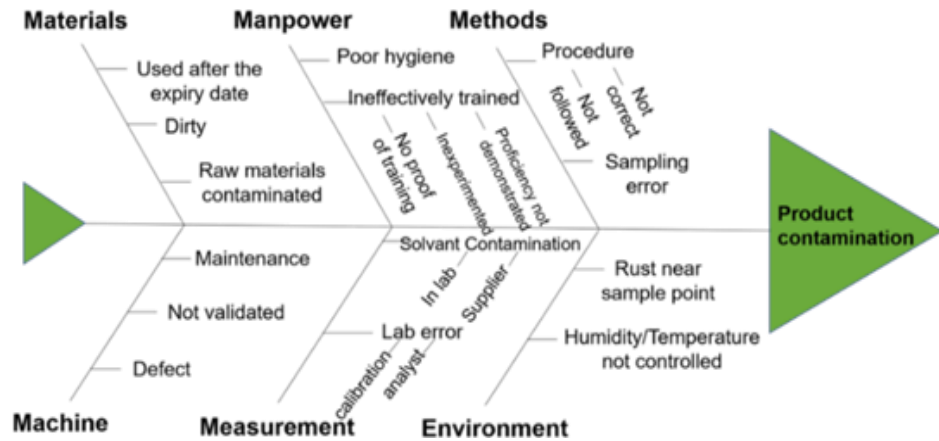 Materials
Manpower
Methods
Used after the
expiry date
Dirty
Raw materials
contaminated
Poor hygiene
Ineffectively trained
No proof
of training
Inexperimented
Proficiency not
demonstrated
Procedure
Not
followed
Not
correct
Sampling
error
Product
contamination
Maintenance
Not validated
Defect
Solvant Contamination
In lab
Supplier
Lab error
calibration
analyst
Rust near
sample point
Humidity/Temperature
not controlled
Machine
Measurement
Environment